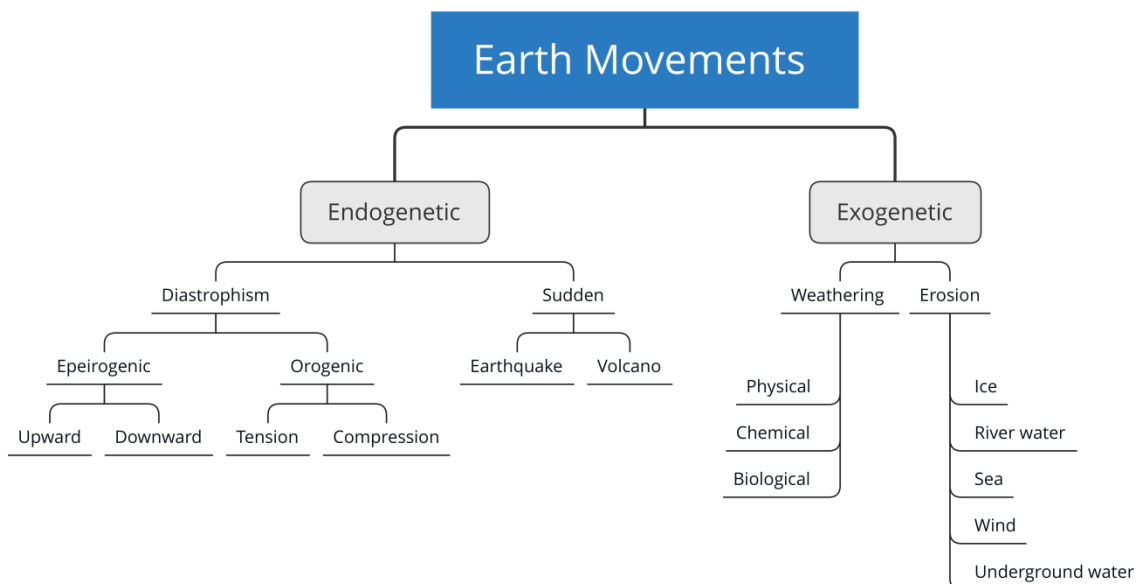 Earth Movements
Endogenetic
Exogenetic
Diastrophism
Sudden
Weathering
Erosion
Epeirogenic
Orogenic
Earthquake
Volcano
Upward
Downward
Tension
Compression
Physical
Chemical
Biological
Ice
River water
Sea
Wind
Underground water